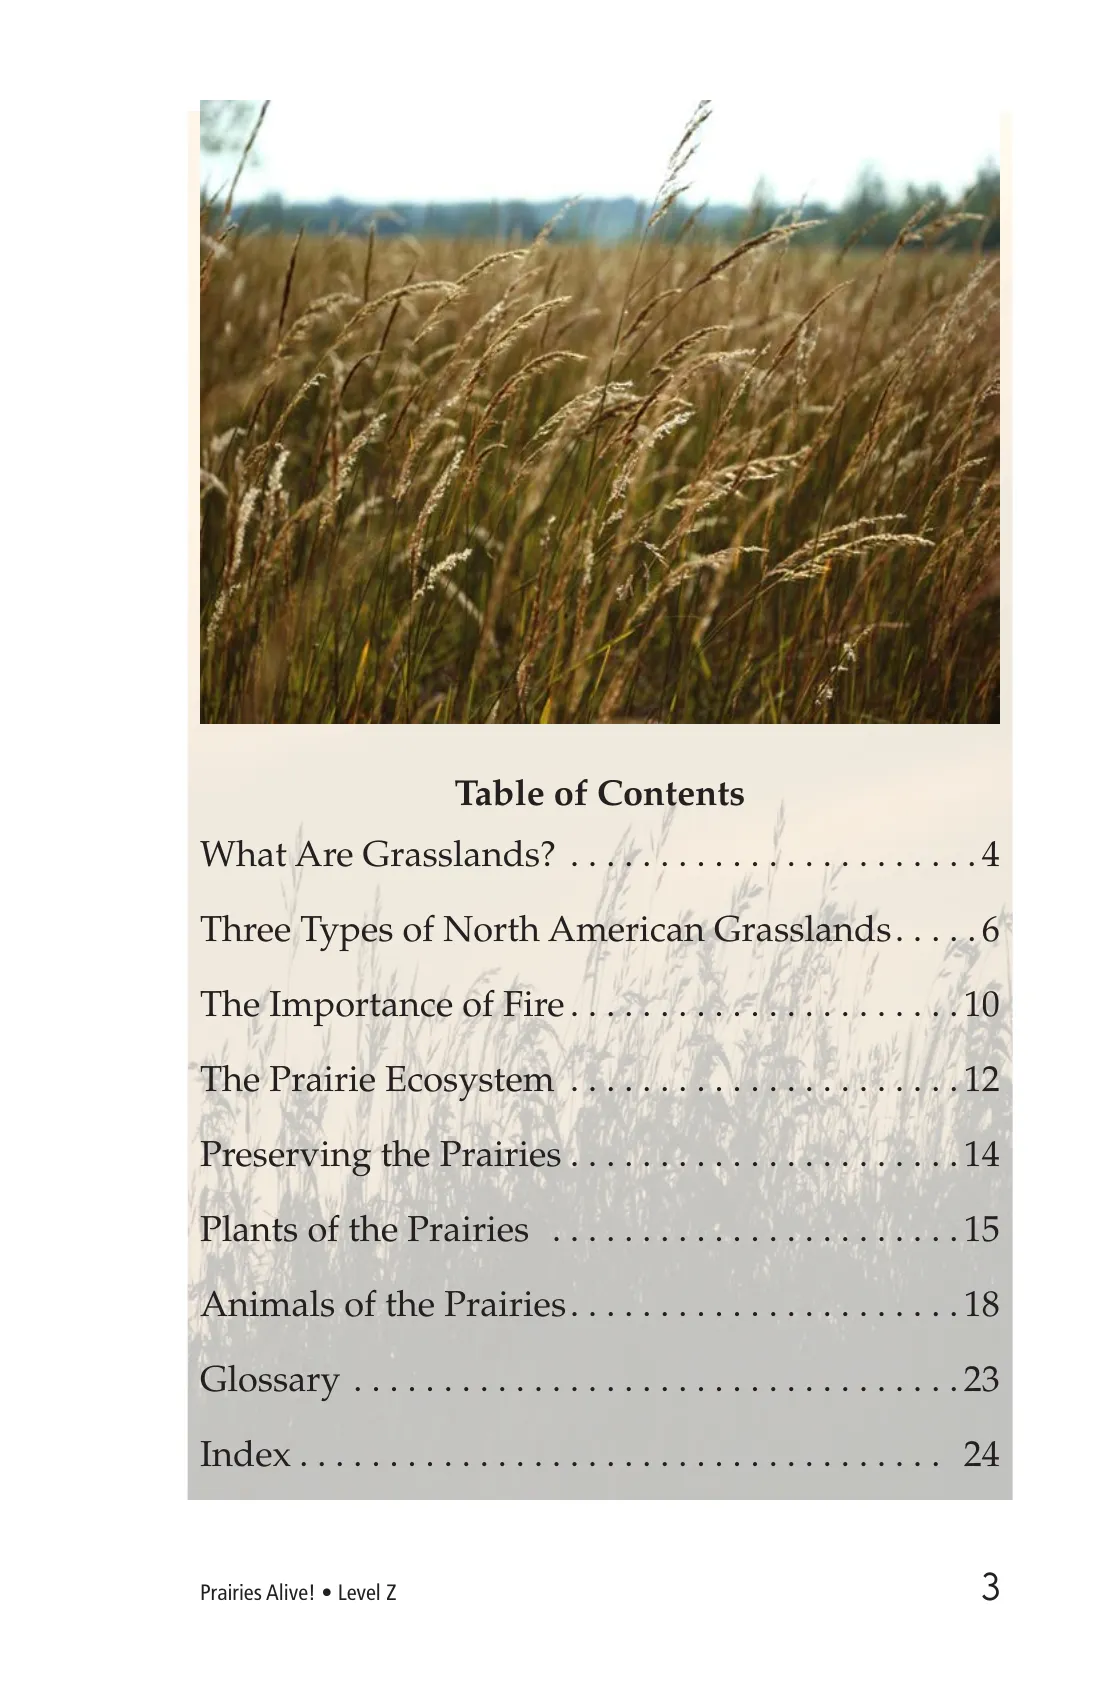 Table of Contents
What Are Grasslands? . . . . . . . . . . . . . . . . . . . . . . . 4
Three Types of North American Grasslands. . . . . 6
The Importance of Fire . . . . . . . . . . . . . . . . . . . . . . 10
The Prairie Ecosystem . . . . . . . . . . . . . . . . . . . . . . 12
Preserving the Prairies . . . . . . . . . . . . . . . . . . . . . . 14
Plants of the Prairies . . . . . . . . . . . . . . . . . . . . . . . 15
Animals of the Prairies. . . . . . . . . . . . . . . . . . . . . . 18
Glossary . . . . . . . . . . . . . . . . . . . . . . . . . . . . . . . . . . 23
Index . . . . . . . . . . . . . . . . . . . . . . . . . . . . . . . . . . . . 24
Prairies Alive! • Level Z 3